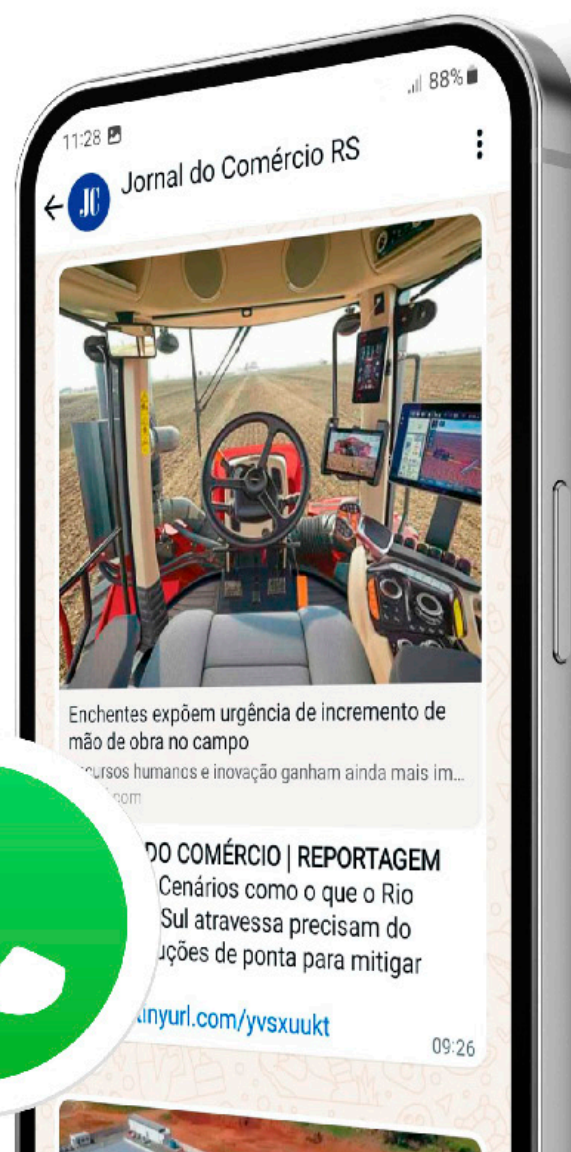 11:28
88%
JC
Jornal do Comércio RS
Enchentes expõem urgência de incremento de
mão de obra no campo
humanos e inovação ganham ainda mais im...
DO COMÉRCIO | REPORTAGEM
Cenários como o que o Rio
Sul atravessa precisam do
de ponta para mitigar
tinyurl.com/yvsxuukt
09:26